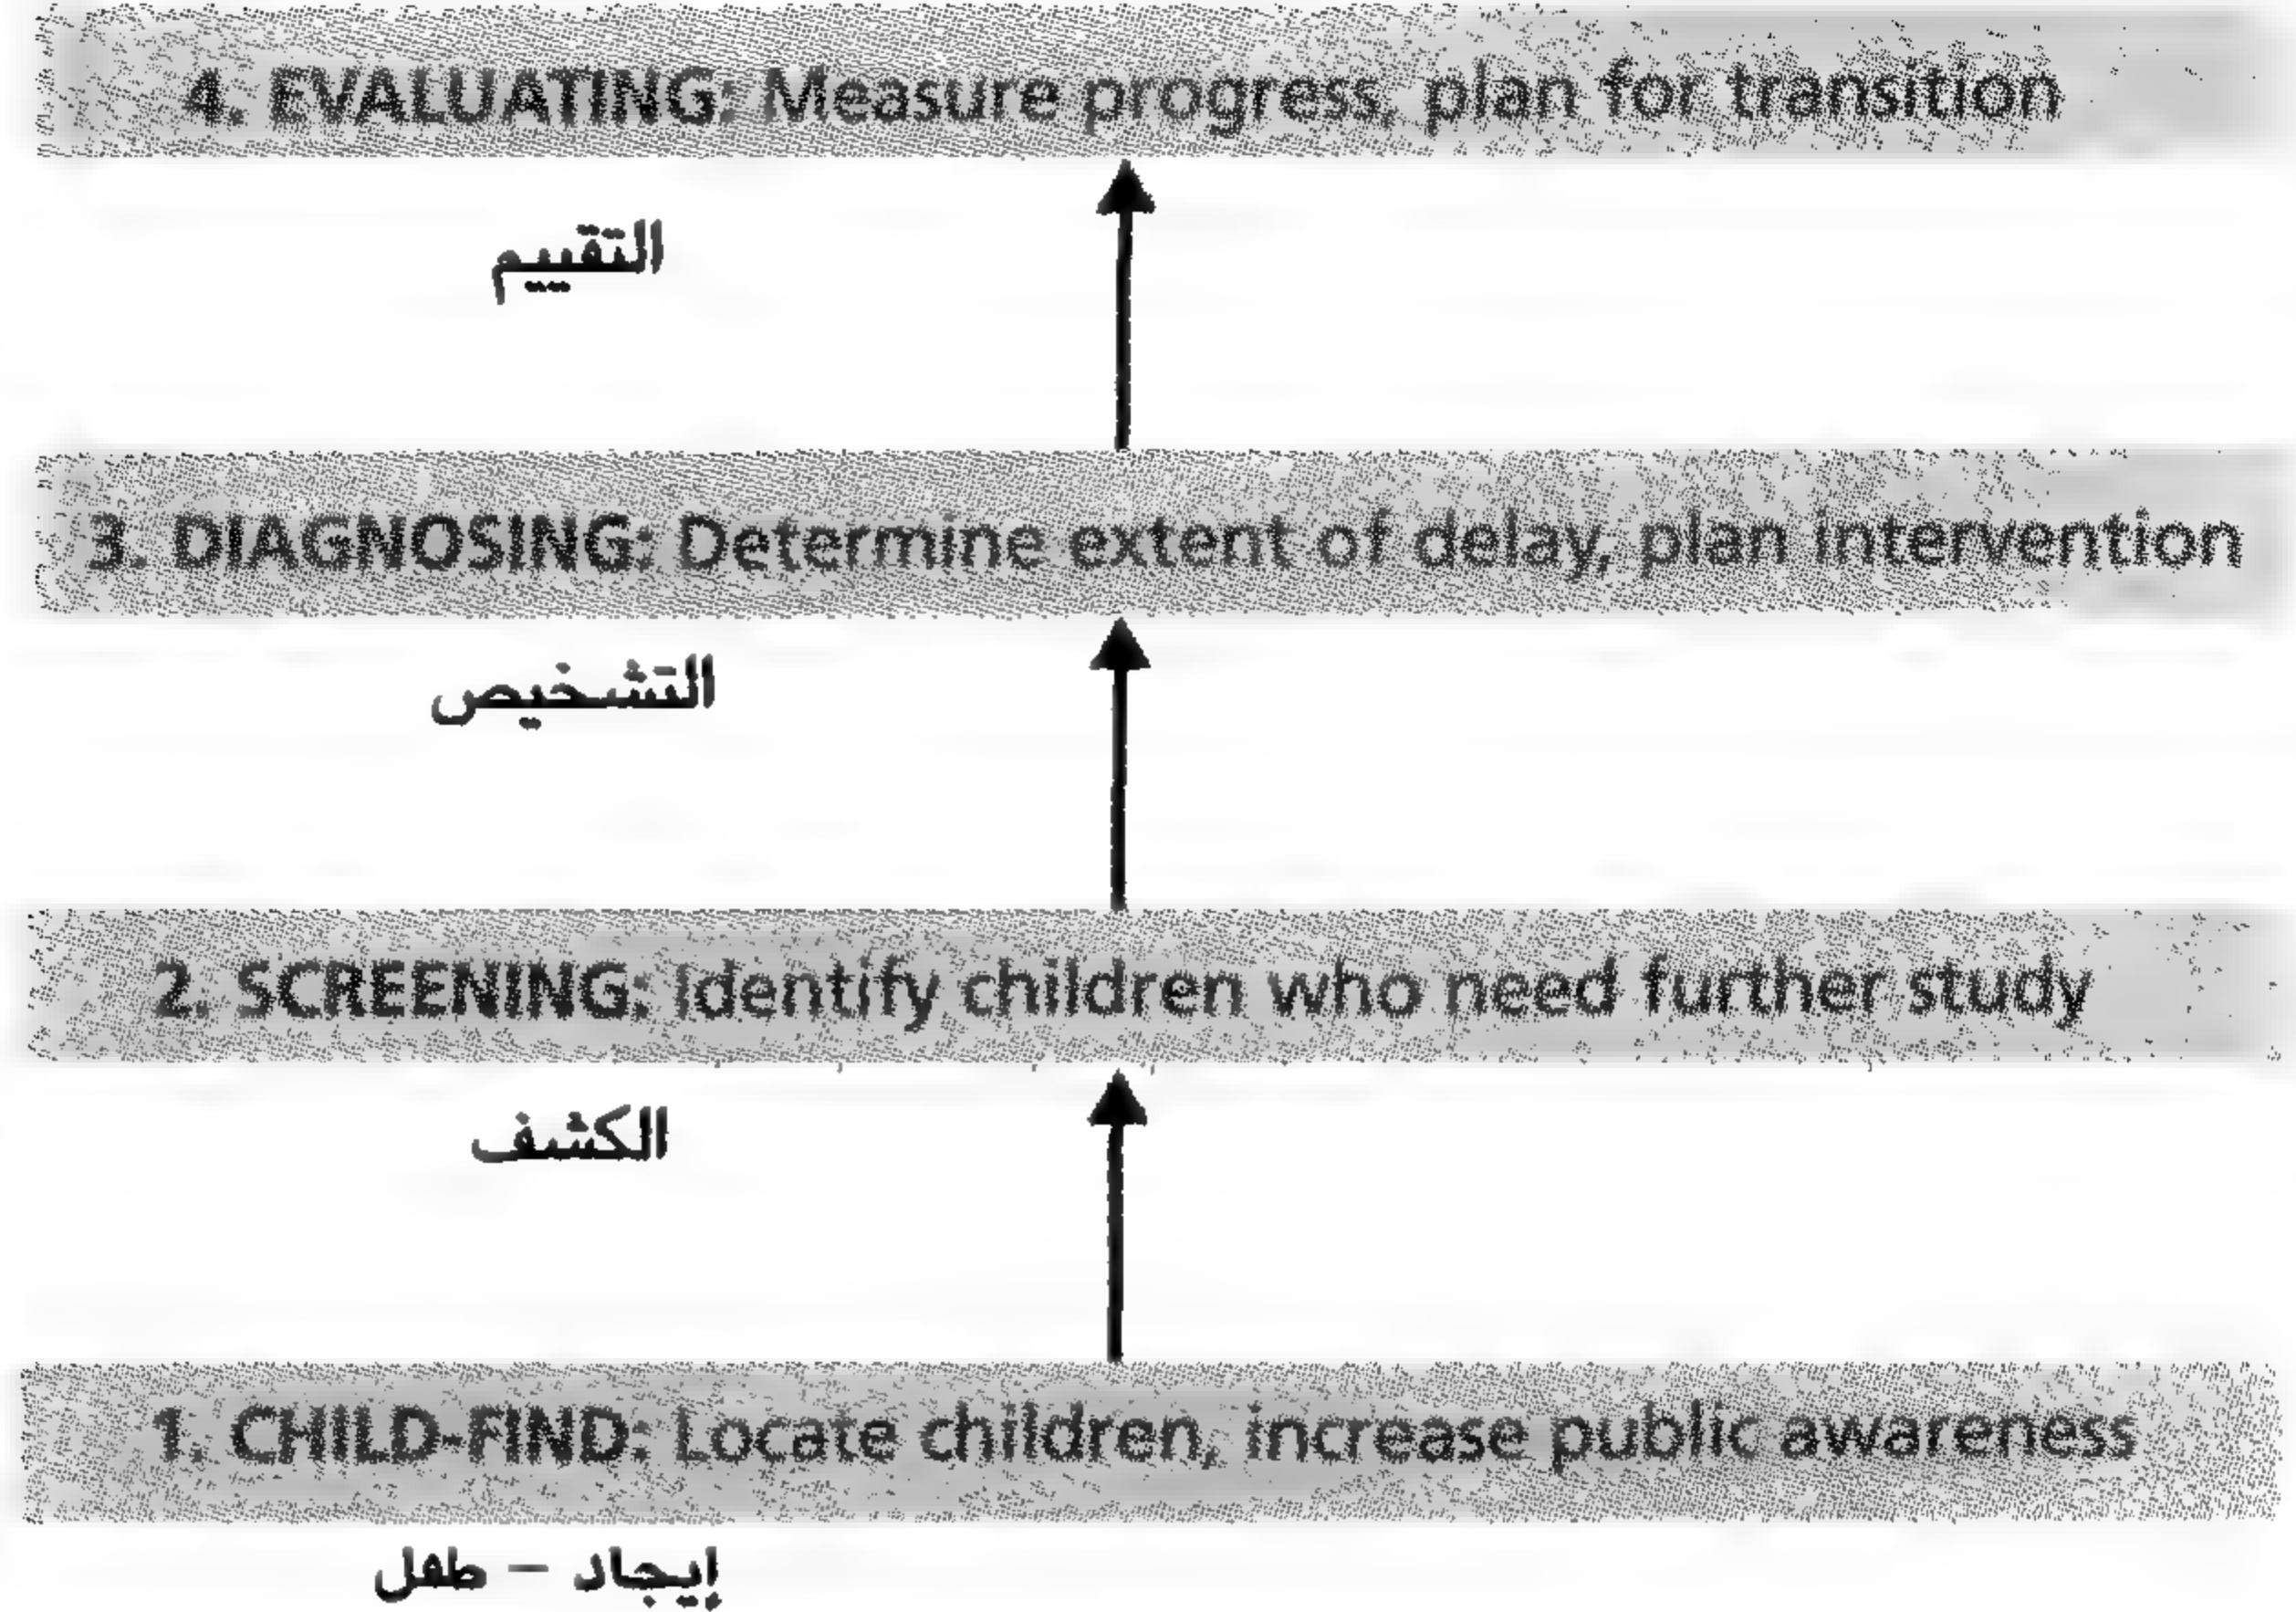 4. EVALUATING: Measure progress, plan for transition
التقييم
3. DIAGNOSING: Determine extent of delay, plan intervention
التشخيص
2. SCREENING: Identify children who need further study
الكشف
1. CHILD-FIND: Locate children, increase public awareness
إيجاد – طفل